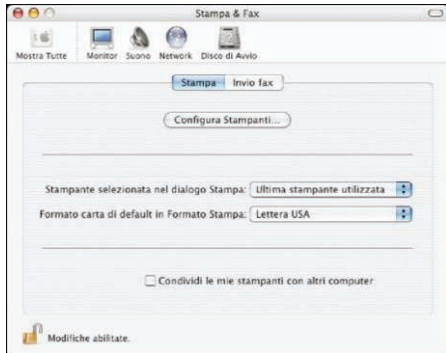 Stampa & Fax
Mostra Tutte Monitor Suono Network Disco di Avvio
Stampa Invio fax
Configura Stampanti...
Stampante selezionata nel dialogo Stampa: Ultima stampante utilizzata
Formato carta di default in Formato Stampa: Lettera USA
Condividi le mie stampanti con altri computer
Modifiche abilitate.